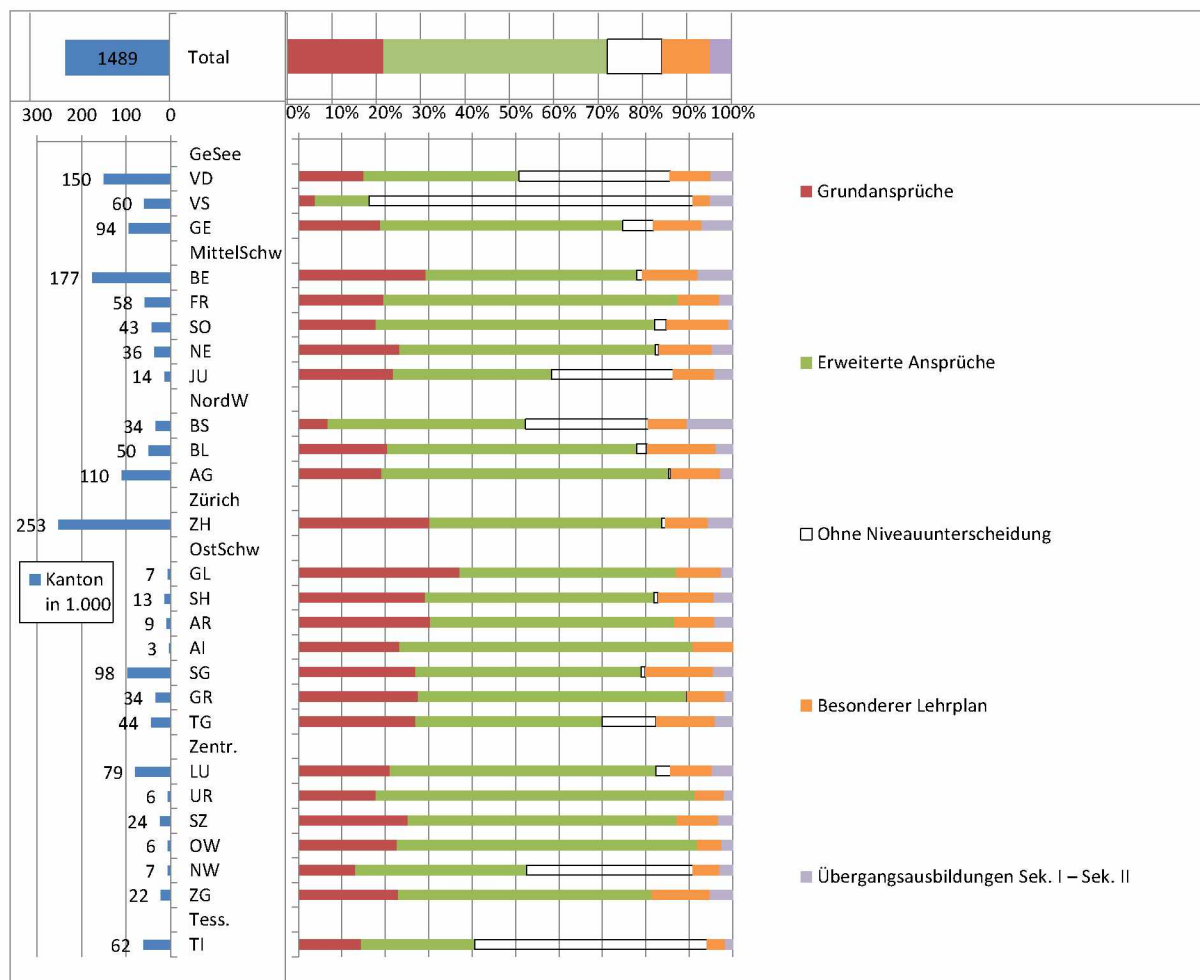 1489 Total
300 200 100 0 0% 10% 20% 30% 40% 50% 60% 70% 80% 90% 100%
GeSee
150 VD
60 VS
94 GE
MittelSchw
177 BE
58 FR
43 SO
36 NE
14 JU
NordW
34 BS
50 BL
110 AG
Zürich
253 ZH
OstSchw
7 GL
13 SH
9 AR
3 AI
98 SG
34 GR
44 TG
Zentr.
79 LU
6 UR
24 SZ
6 OW
7 NW
22 ZG
Tess.
62 TI
Kanton
in 1.000
Grundansprüche
Erweiterte Ansprüche
Ohne Niveauunterscheidung
Besonderer Lehrplan
Übergangsausbildungen Sek. I – Sek. II